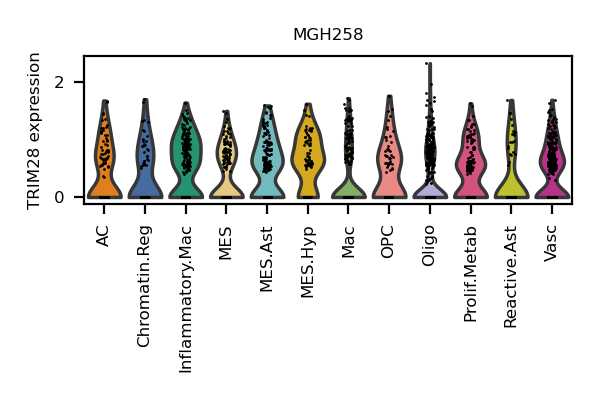 MGH258
TRIM28 expression
2
0
AC
Chromatin.Reg
Inflammatory.Mac
MES
MES.Ast
MES.Hyp
Mac
OPC
Oligo
Prolif.Metab
Reactive.Ast
Vasc